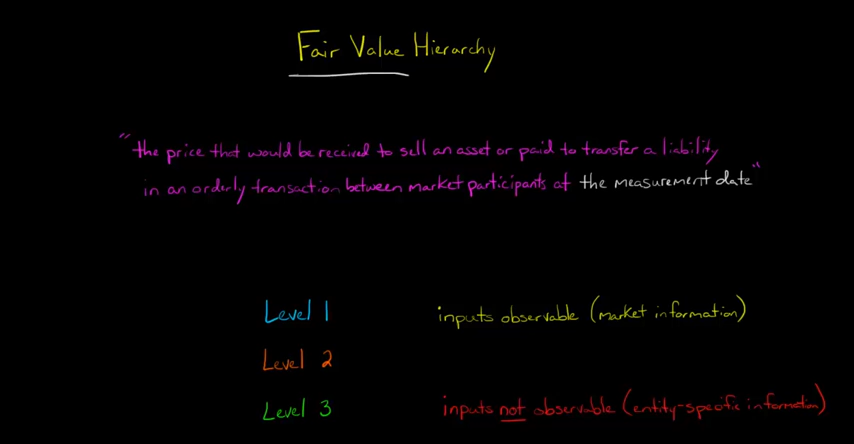 Fair Value Hierarchy
"the price that would be received to sell an asset or paid to transfer a liability
in an orderly transaction between market participants at the measurement date"
Level 1 inputs observable (market information)
Level 2
Level 3 inputs not observable (entity-specific information)